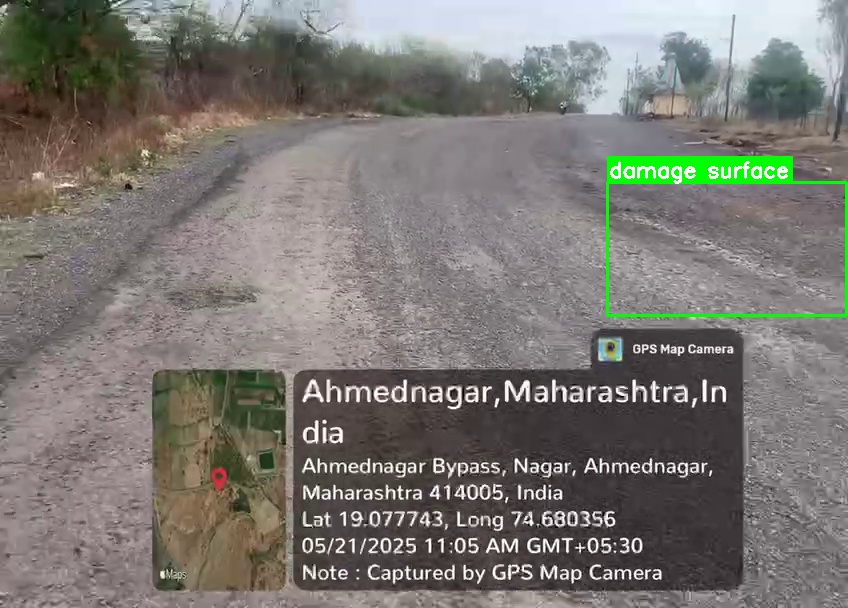 damage surface
GPS Map Camera
Ahmednagar,Maharashtra,In
dia
Ahmednagar Bypass, Nagar, Ahmednagar,
Maharashtra 414005, India
Lat 19.077743, Long 74.680356
05/21/2025 11:05 AM GMT+05:30
Note : Captured by GPS Map Camera
Maps